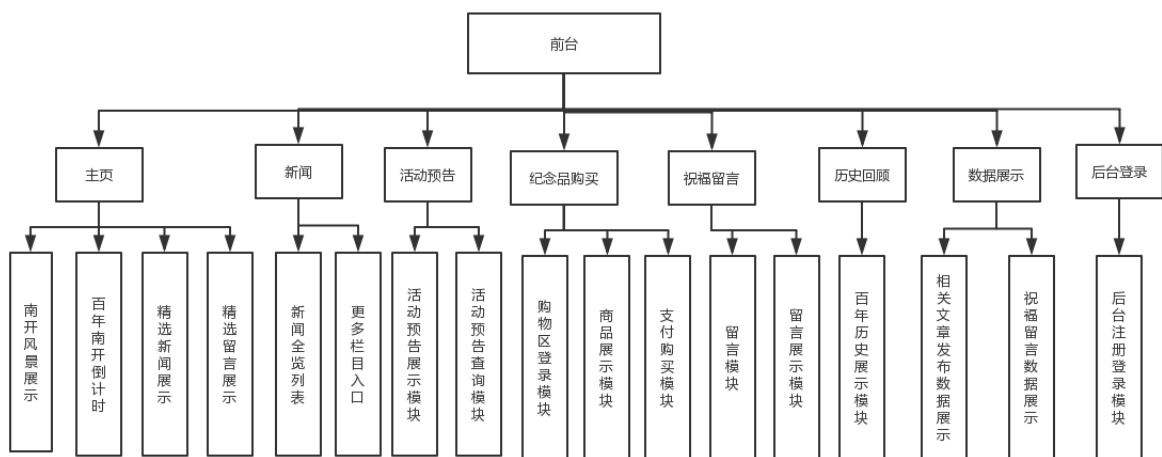 前台
主页
新闻
活动预告
纪念品购买
祝福留言
历史回顾
数据展示
后台登录
南开风景展示
百年南开倒计时
精选新闻展示
精选留言展示
新闻全览列表
更多栏目入口
活动预告展示模块
活动预告查询模块
购物区登录模块
商品展示模块
支付购买模块
留言模块
留言展示模块
百年历史展示模块
相关文章发布数据展示
祝福留言数据展示
后台注册登录模块